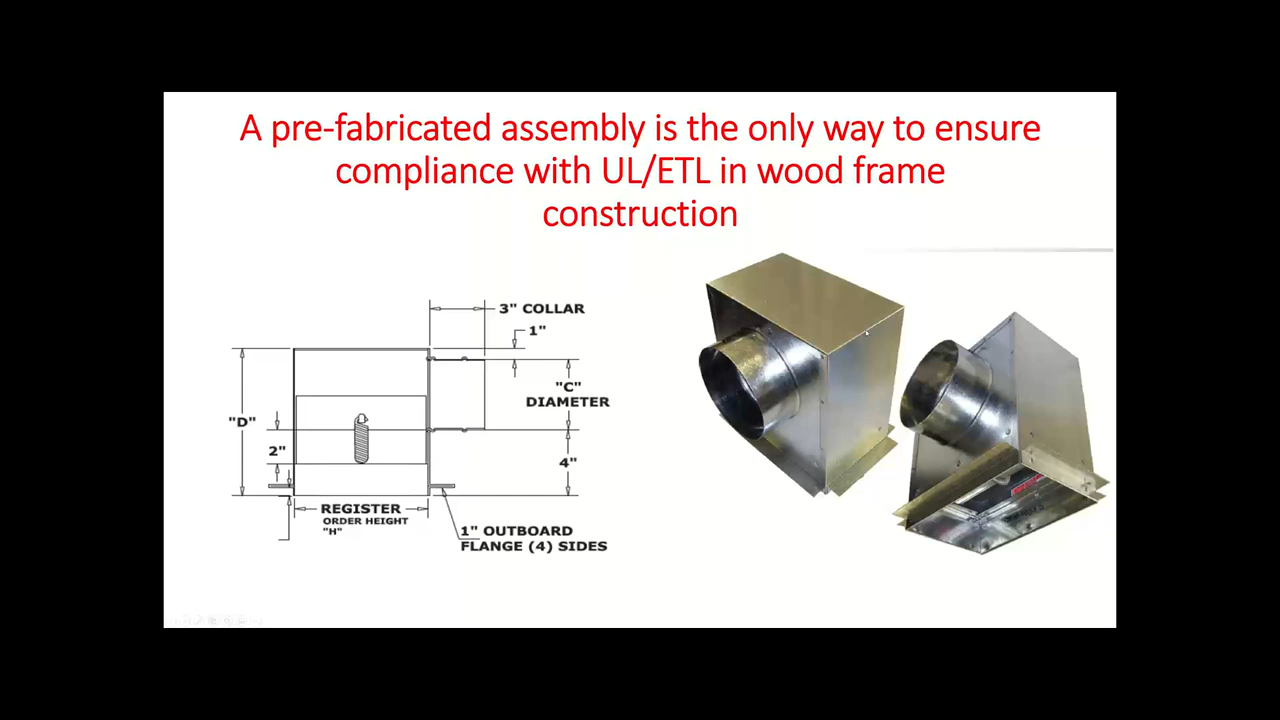 A pre-fabricated assembly is the only way to ensure
compliance with UL/ETL in wood frame
construction
3" COLLAR
1"
"C"
DIAMETER
"D"
2"
4"
REGISTER
ORDER HEIGHT
"H"
1" OUTBOARD
FLANGE (4) SIDES